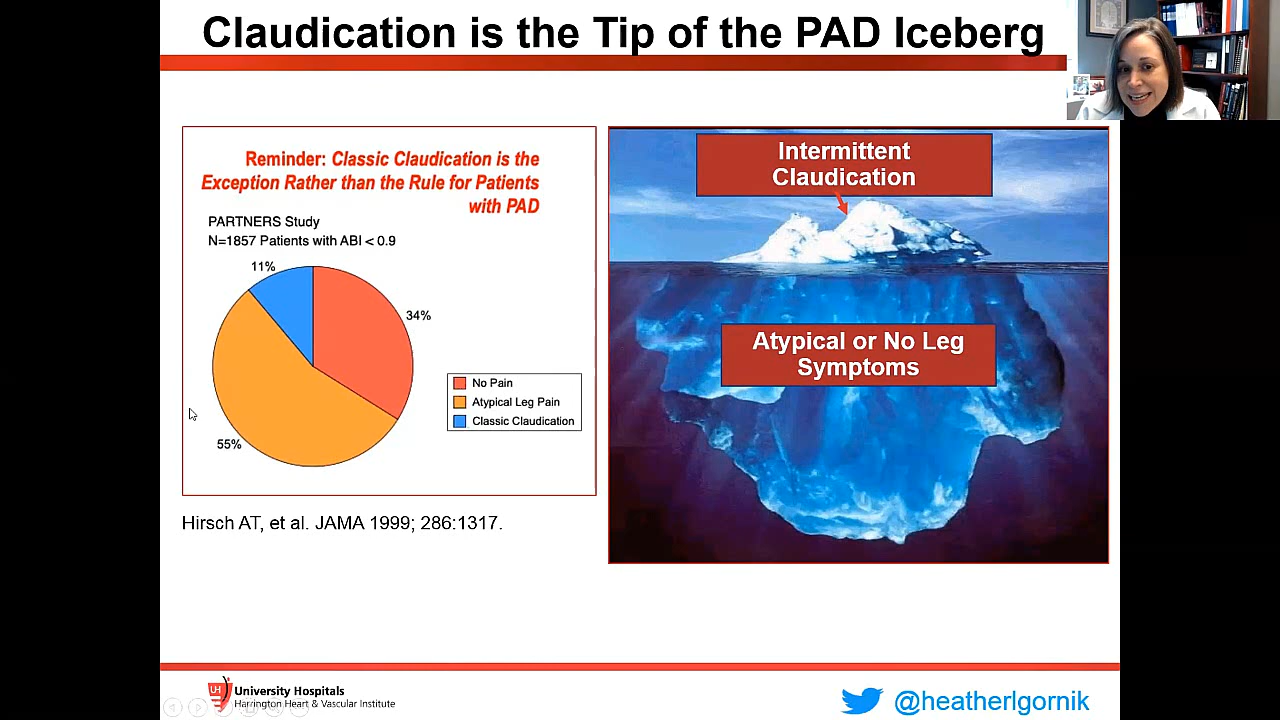 Claudication is the Tip of the PAD Iceberg
Reminder: Classic Claudication is the
Exception Rather than the Rule for Patients
with PAD
PARTNERS Study
N=1857 Patients with ABI < 0.9
11%
34%
55%
No Pain
Atypical Leg Pain
Classic Claudication
Hirsch AT, et al. JAMA 1999; 286:1317.
Intermittent
Claudication
Atypical or No Leg
Symptoms
UH
University Hospitals
Harrington Heart & Vascular Institute
@heatherlgornik